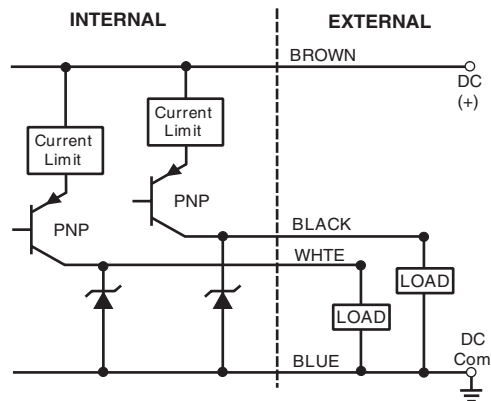 INTERNAL
EXTERNAL
BROWN
DC
(+)
Current
Limit
Current
Limit
PNP
PNP
BLACK
WHTE
LOAD
LOAD
DC
Com
BLUE